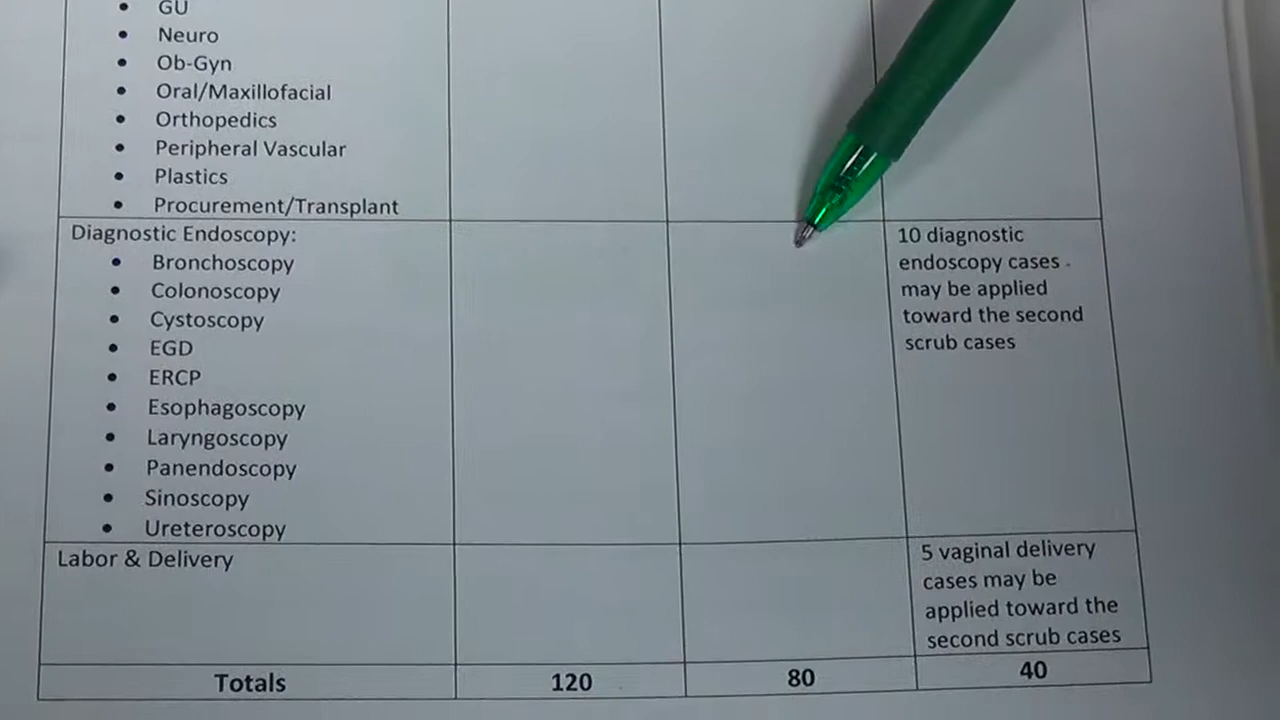 • GU
• Neuro
• Ob-Gyn
• Oral/Maxillofacial
• Orthopedics
• Peripheral Vascular
• Plastics
• Procurement/Transplant
Diagnostic Endoscopy:
• Bronchoscopy
• Colonoscopy
• Cystoscopy
• EGD
• ERCP
• Esophagoscopy
• Laryngoscopy
• Panendoscopy
• Sinoscopy
• Ureteroscopy
10 diagnostic
endoscopy cases
may be applied
toward the second
scrub cases
Labor & Delivery
5 vaginal delivery
cases may be
applied toward the
second scrub cases
Totals 120 80 40